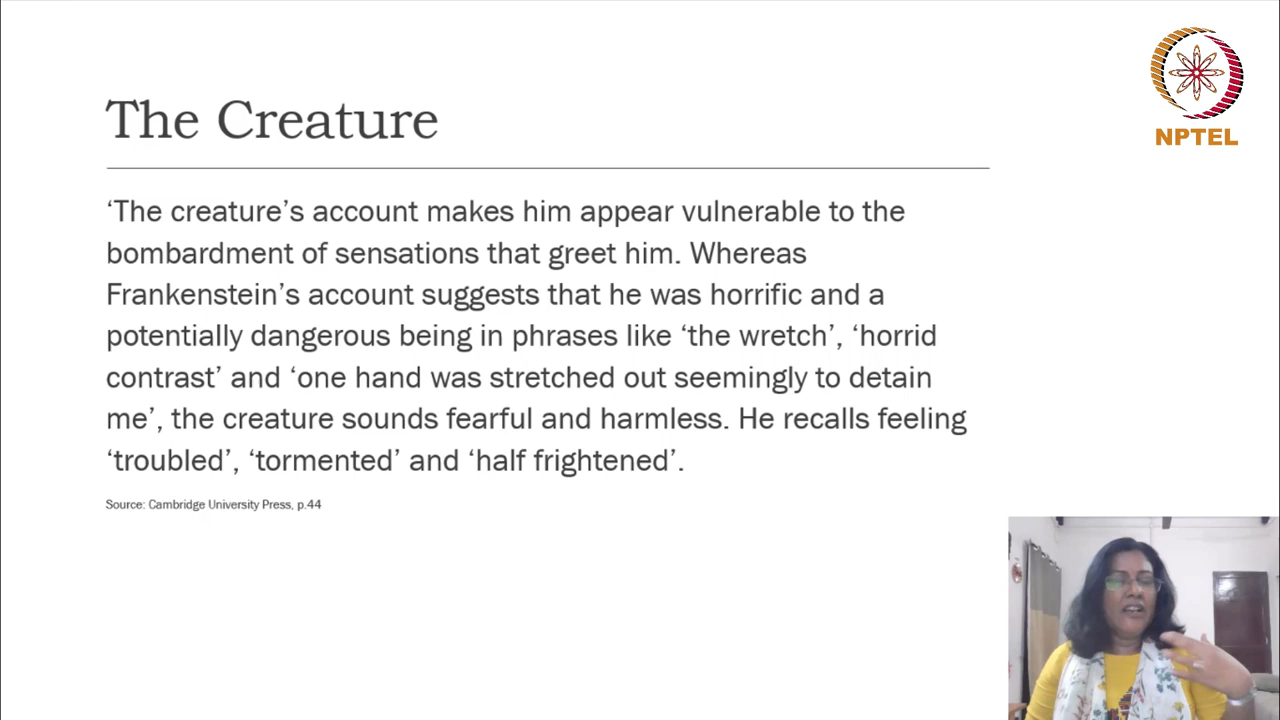 The Creature
NPTEL
‘The creature’s account makes him appear vulnerable to the
bombardment of sensations that greet him. Whereas
Frankenstein’s account suggests that he was horrific and a
potentially dangerous being in phrases like ‘the wretch’, ‘horrid
contrast’ and ‘one hand was stretched out seemingly to detain
me’, the creature sounds fearful and harmless. He recalls feeling
‘troubled’, ‘tormented’ and ‘half frightened’.
Source: Cambridge University Press, p.44